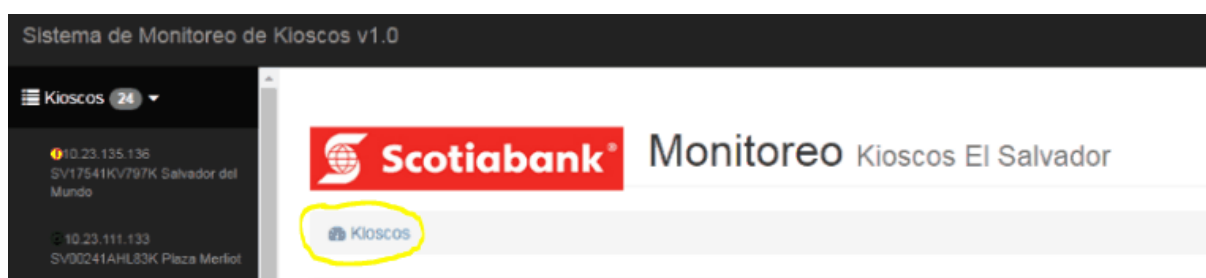 Sistema de Monitoreo de Kioscos v1.0
Kioscos 24
10.23.135.136
SV17541KV797K Salvador del
Mundo
10.23.111.133
SV00241AHL83K Plaza Merliot
Scotiabank®
Monitoreo Kioscos El Salvador
Kioscos